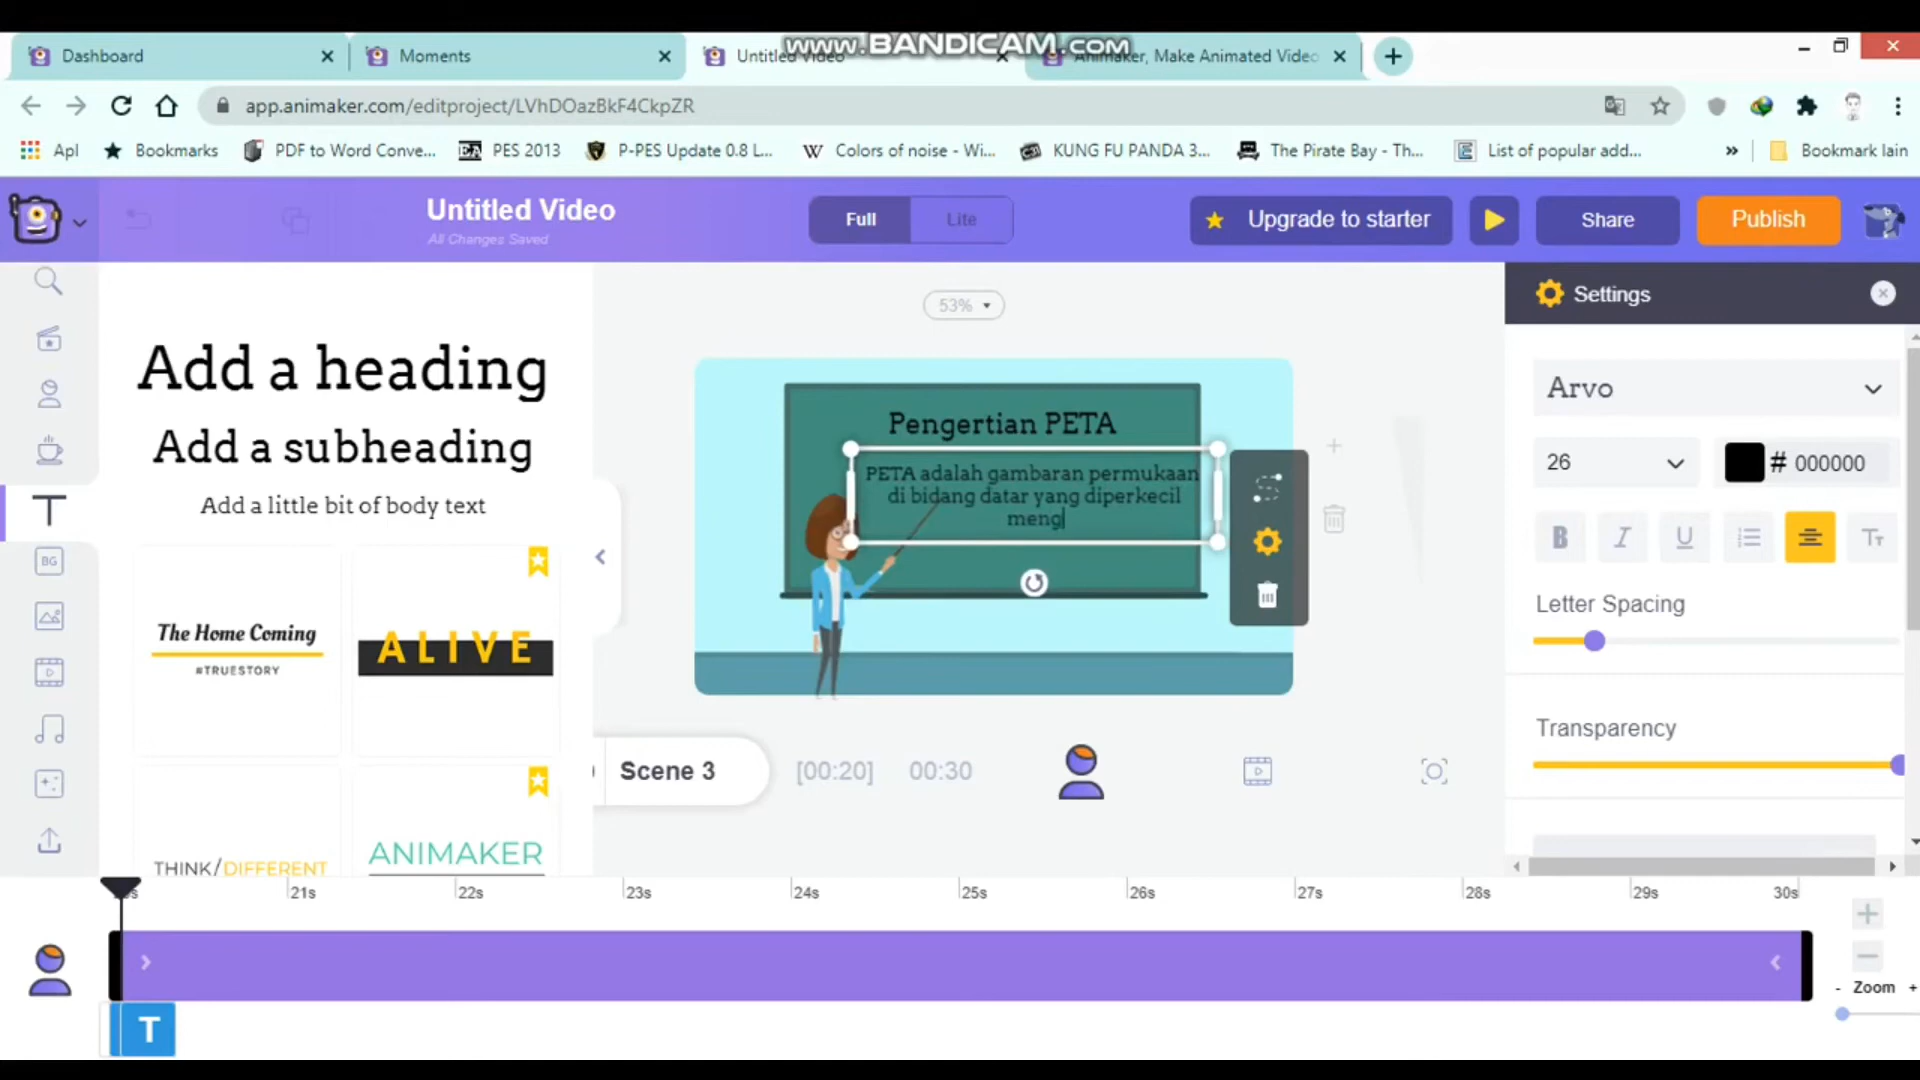 www.BANDICAM.com
Dashboard
Moments
Untitled Video
Animaker, Make Animated Video
app.animaker.com/editproject/LVhDOazBkF4CkpZR
Apl
Bookmarks
PDF to Word Conve...
PES 2013
P-PES Update 0.8 L...
Colors of noise - Wi...
KUNG FU PANDA 3...
The Pirate Bay - Th...
List of popular add...
»
Bookmark lain
Untitled Video
All Changes Saved
Full
Lite
Upgrade to starter
Share
Publish
53%
Settings
Add a heading
Add a subheading
Add a little bit of body text
BG
The Home Coming
#TRUESTORY
ALIVE
THINK/DIFFERENT
ANIMAKER
Pengertian PETA
PETA adalah gambaran permukaan
di bidang datar yang diperkecil
meng
Arvo
26
# 000000
B I U
Letter Spacing
Transparency
Scene 3
[00:20]
00:30
21s
22s
23s
24s
25s
26s
27s
28s
29s
30s
- Zoom +
T